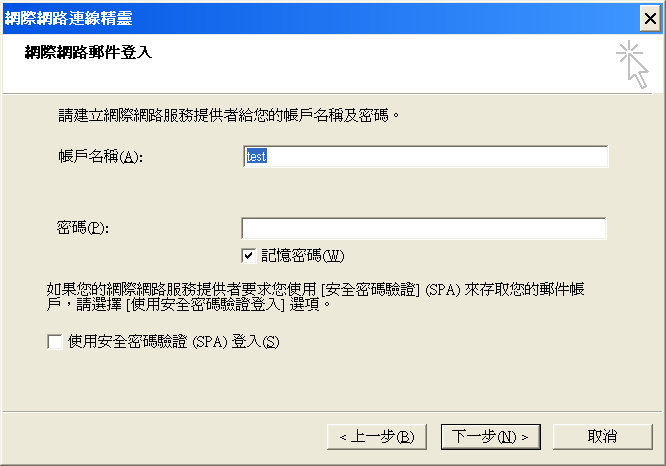 網際網路連線精靈
網際網路郵件登入
請建立網際網路服務提供者給您的帳戶名稱及密碼。
帳戶名稱(A):
test
密碼(P):
記憶密碼(W)
如果您的網際網路服務提供者要求您使用 [安全密碼驗證] (SPA) 來存取您的郵件帳
戶，請選擇 [使用安全密碼驗證登入] 選項。
使用安全密碼驗證 (SPA) 登入(S)
< 上一步(B)
下一步(N) >
取消